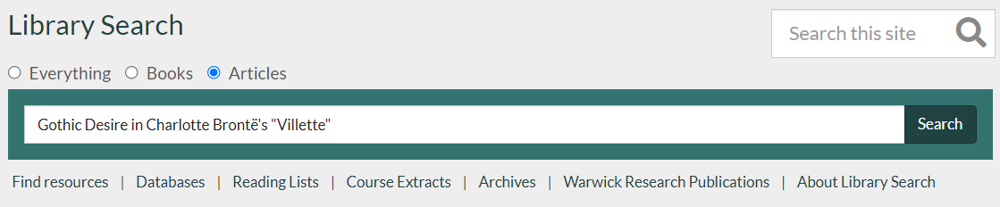 Library Search
Search this site
Everything Books Articles
Gothic Desire in Charlotte Brontë's "Villette" Search
Find resources | Databases | Reading Lists | Course Extracts | Archives | Warwick Research Publications | About Library Search